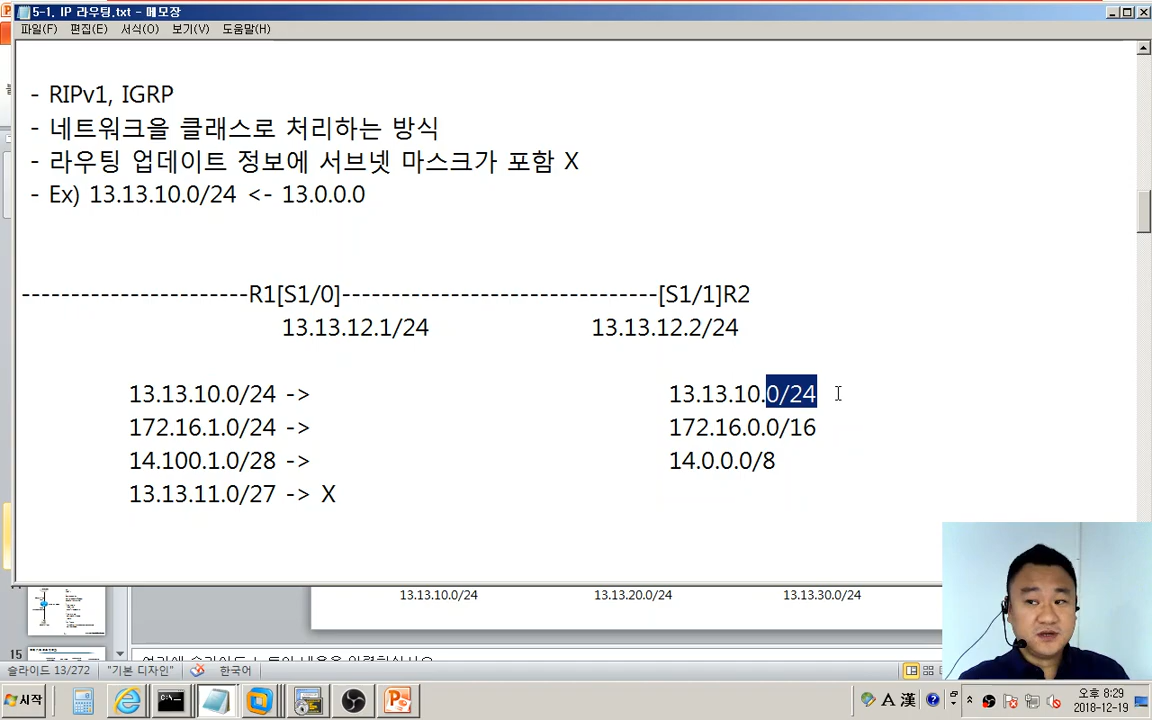 5-1. IP 라우팅.txt - 메모장
파일(F) 편집(E) 서식(O) 보기(V) 도움말(H)
- RIPv1, IGRP
- 네트워크을 클래스로 처리하는 방식
- 라우팅 업데이트 정보에 서브넷 마스크가 포함 X
- Ex) 13.13.10.0/24 <- 13.0.0.0
-----------------------R1[S1/0]--------------------------------[S1/1]R2
13.13.12.1/24 13.13.12.2/24
13.13.10.0/24 -> 13.13.10.0/24
172.16.1.0/24 -> 172.16.0.0/16
14.100.1.0/28 -> 14.0.0.0/8
13.13.11.0/27 -> X
13.13.10.0/24 13.13.20.0/24 13.13.30.0/24
15
슬라이드 13/272 "기본 디자인" 한국어
시작
A 漢
오후 8:29
2018-12-19